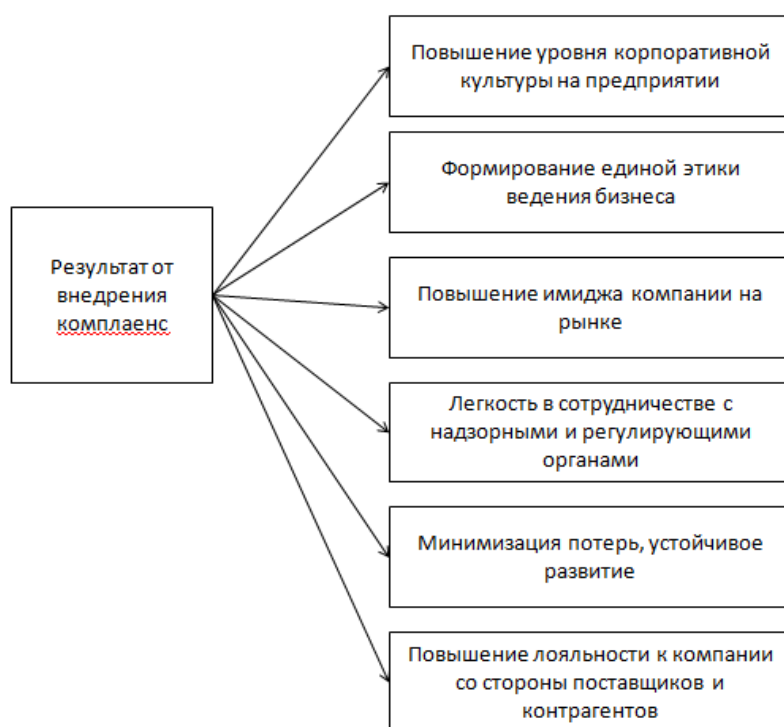 Результат от
внедрения
комплаенс
Повышение уровня корпоративной
культуры на предприятии
Формирование единой этики
ведения бизнеса
Повышение имиджа компании на
рынке
Легкость в сотрудничестве с
надзорными и регулирующими
органами
Минимизация потерь, устойчивое
развитие
Повышение лояльности к компании
со стороны поставщиков и
контрагентов